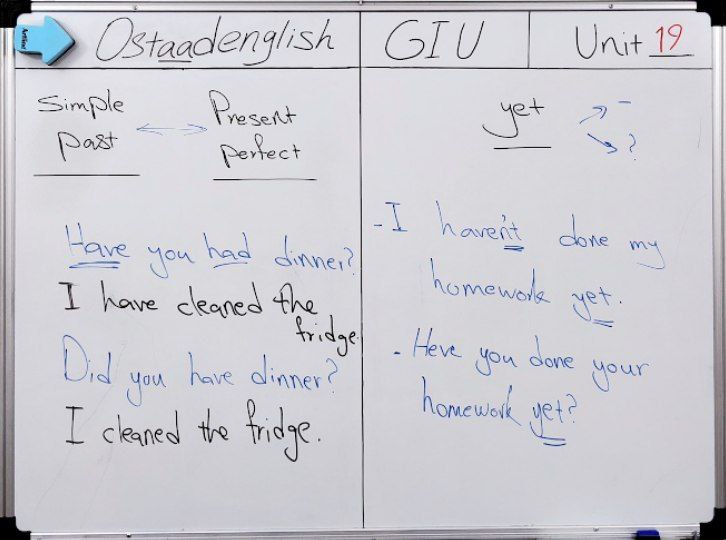 Ostaadenglish
GIU
Unit 19
Simple
past
Present
perfect
Have you had dinner?
I have cleaned the
fridge
Did you have dinner?
I cleaned the fridge.
yet
-
?
- I haven't done my
homework yet.
- Heve you done your
homework yet?